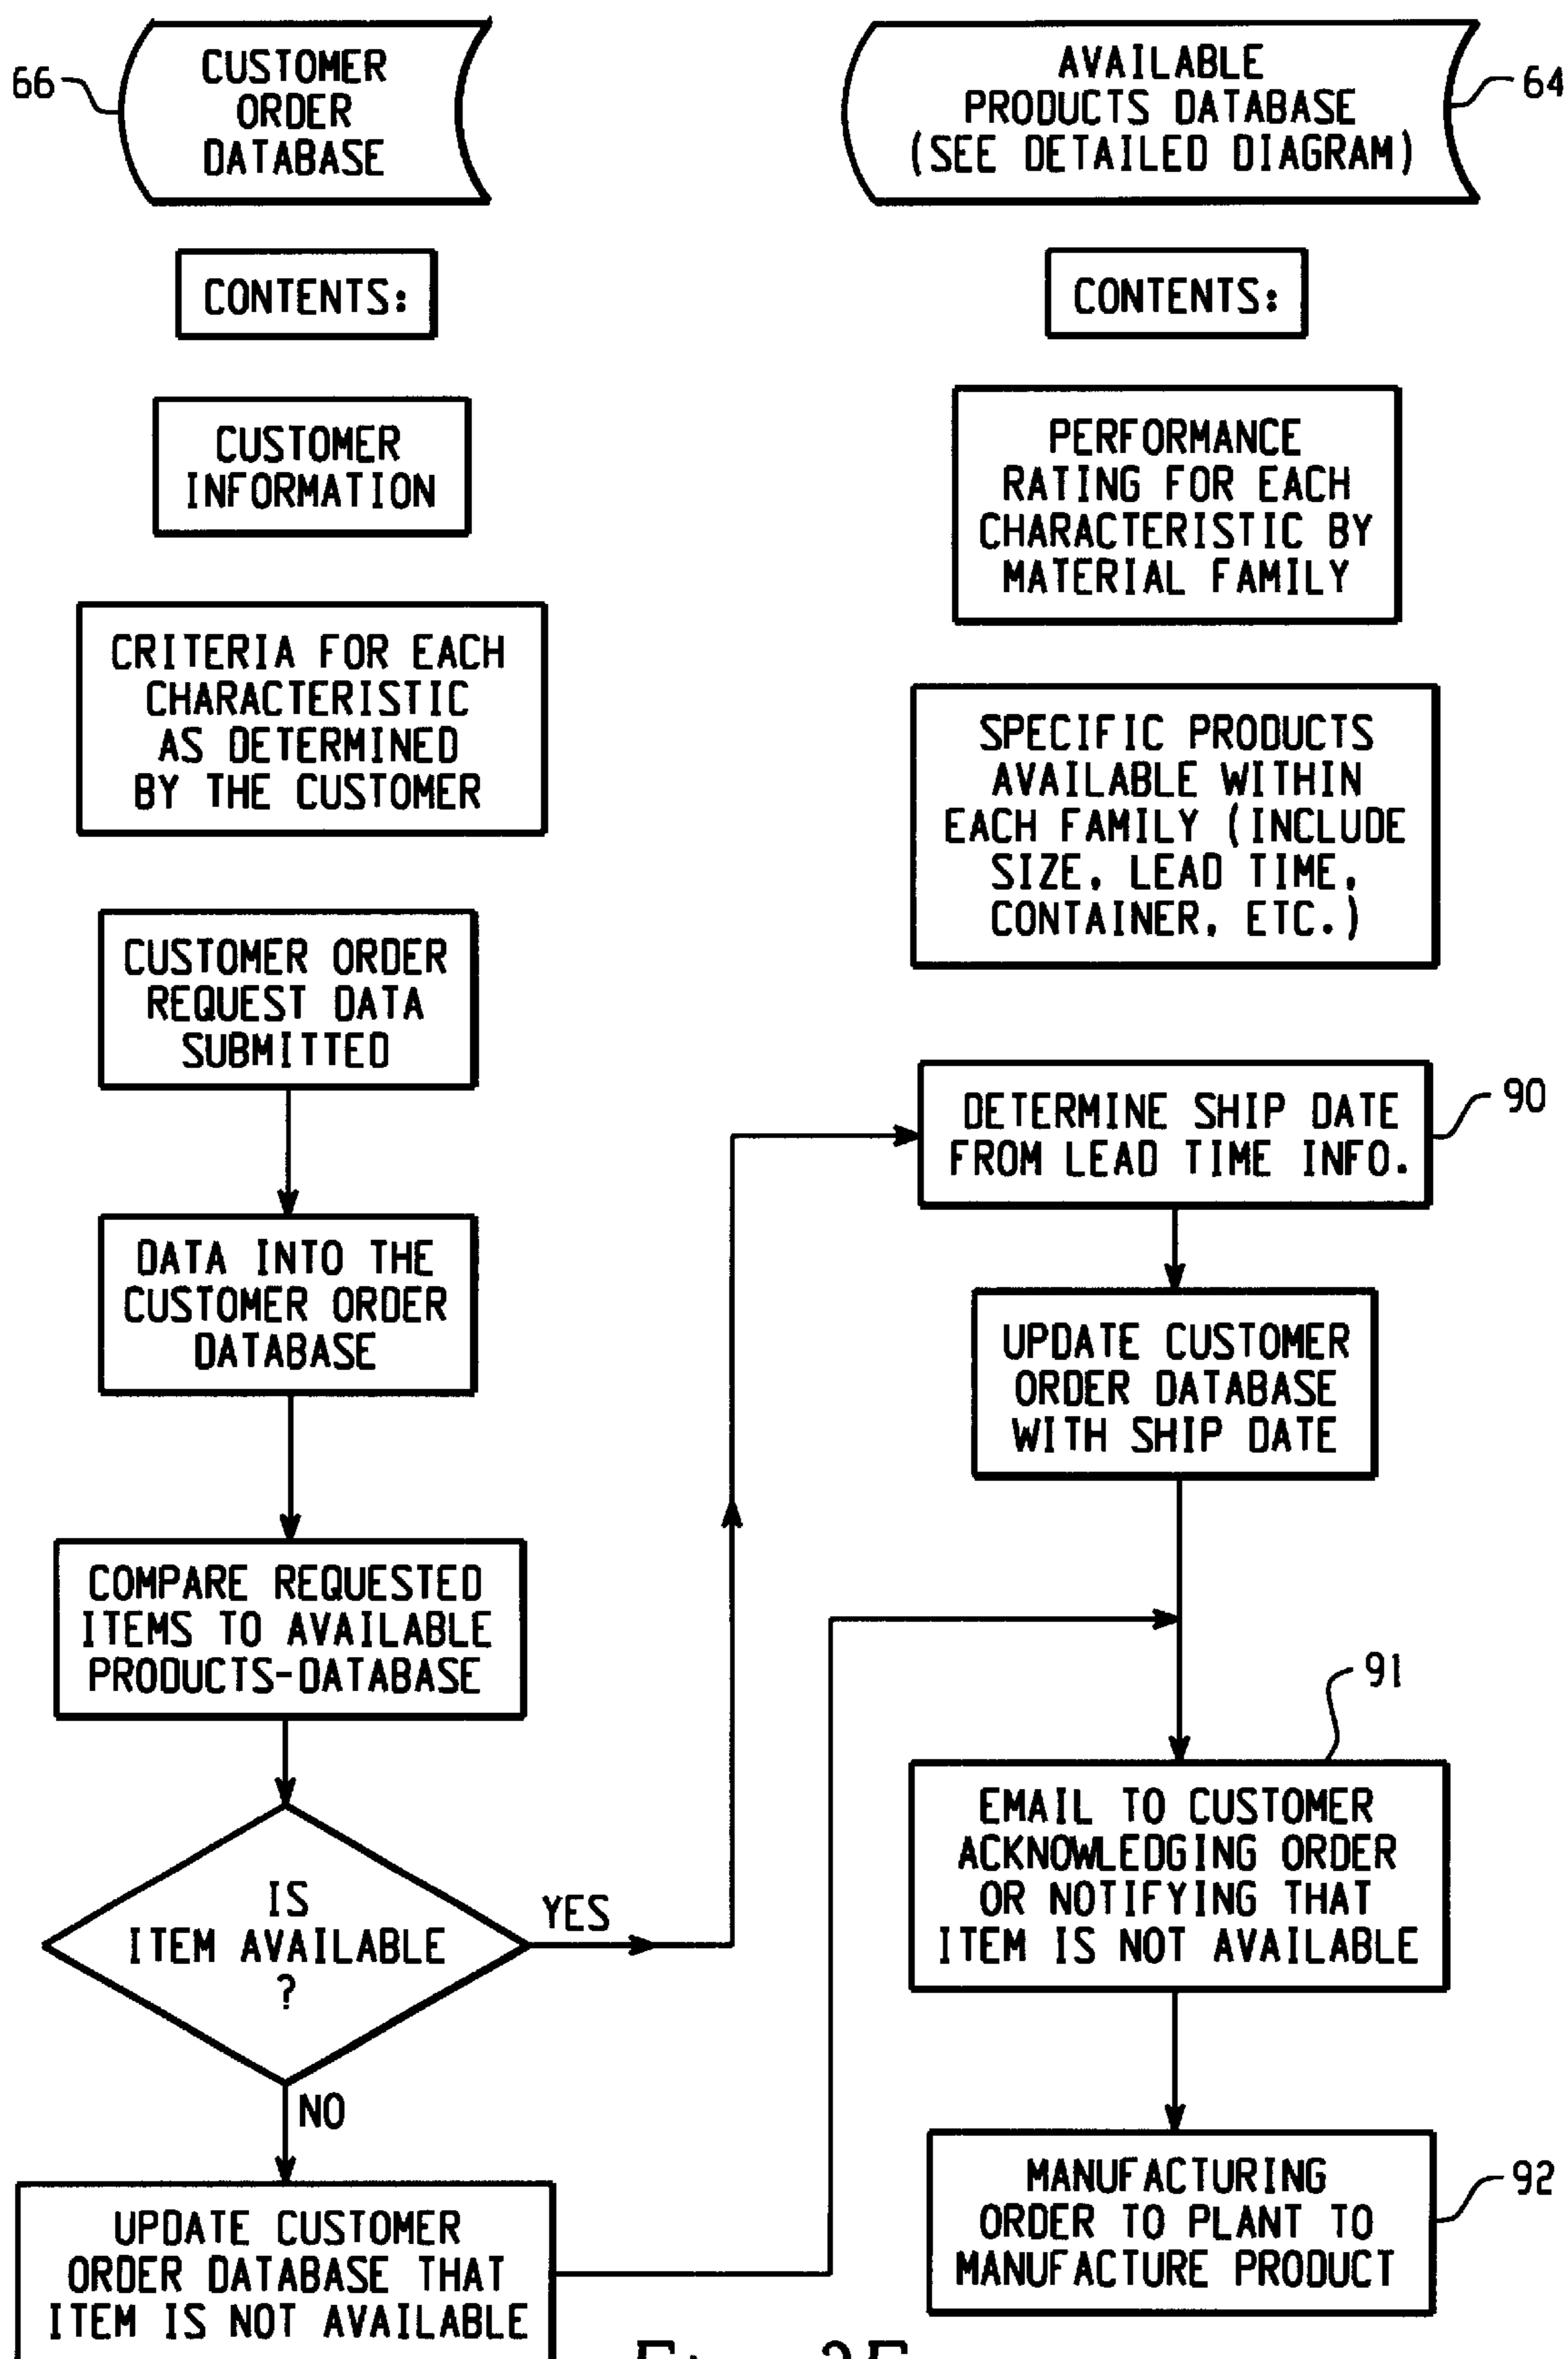 66
CUSTOMER
ORDER
DATABASE
CONTENTS:
CUSTOMER
INFORMATION
CRITERIA FOR EACH
CHARACTERISTIC
AS DETERMINED
BY THE CUSTOMER
CUSTOMER ORDER
REQUEST DATA
SUBMITTED
DATA INTO THE
CUSTOMER ORDER
DATABASE
COMPARE REQUESTED
ITEMS TO AVAILABLE
PRODUCTS-DATABASE
IS
ITEM AVAILABLE
?
YES
NO
UPDATE CUSTOMER
ORDER DATABASE THAT
ITEM IS NOT AVAILABLE
AVAILABLE
PRODUCTS DATABASE
(SEE DETAILED DIAGRAM)
64
CONTENTS:
PERFORMANCE
RATING FOR EACH
CHARACTERISTIC BY
MATERIAL FAMILY
SPECIFIC PRODUCTS
AVAILABLE WITHIN
EACH FAMILY (INCLUDE
SIZE, LEAD TIME,
CONTAINER, ETC.)
DETERMINE SHIP DATE
FROM LEAD TIME INFO.
90
UPDATE CUSTOMER
ORDER DATABASE
WITH SHIP DATE
91
EMAIL TO CUSTOMER
ACKNOWLEDGING ORDER
OR NOTIFYING THAT
ITEM IS NOT AVAILABLE
MANUFACTURING
ORDER TO PLANT TO
MANUFACTURE PRODUCT
92